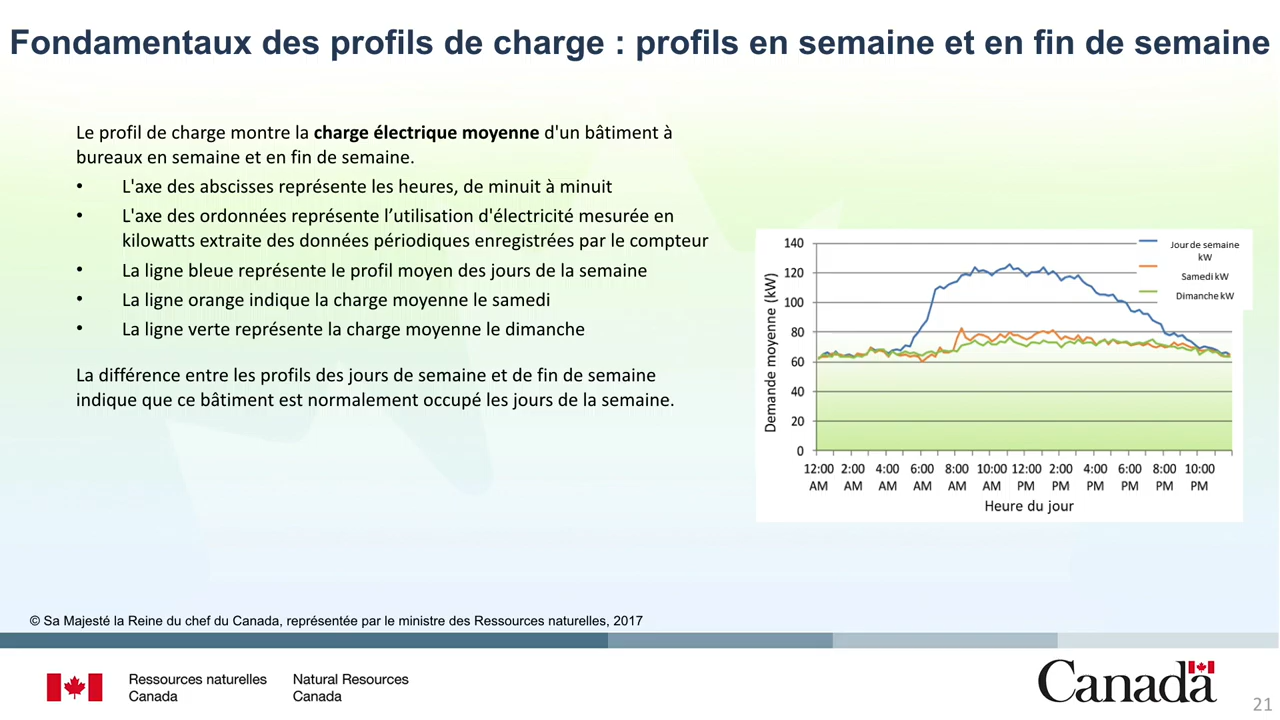 Fondamentaux des profils de charge : profils en semaine et en fin de semaine
Le profil de charge montre la charge électrique moyenne d'un bâtiment à
bureaux en semaine et en fin de semaine.
• L'axe des abscisses représente les heures, de minuit à minuit
• L'axe des ordonnées représente l’utilisation d'électricité mesurée en
kilowatts extraite des données périodiques enregistrées par le compteur
• La ligne bleue représente le profil moyen des jours de la semaine
• La ligne orange indique la charge moyenne le samedi
• La ligne verte représente la charge moyenne le dimanche
La différence entre les profils des jours de semaine et de fin de semaine
indique que ce bâtiment est normalement occupé les jours de la semaine.
Demande moyenne (kW)
140
120
100
80
60
40
20
0
Jour de semaine
kW
Samedi kW
Dimanche kW
12:00 2:00 4:00 6:00 8:00 10:00 12:00 2:00 4:00 6:00 8:00 10:00
AM AM AM AM AM AM PM PM PM PM PM PM
Heure du jour
© Sa Majesté la Reine du chef du Canada, représentée par le ministre des Ressources naturelles, 2017
Ressources naturelles
Canada
Natural Resources
Canada
Canada
21